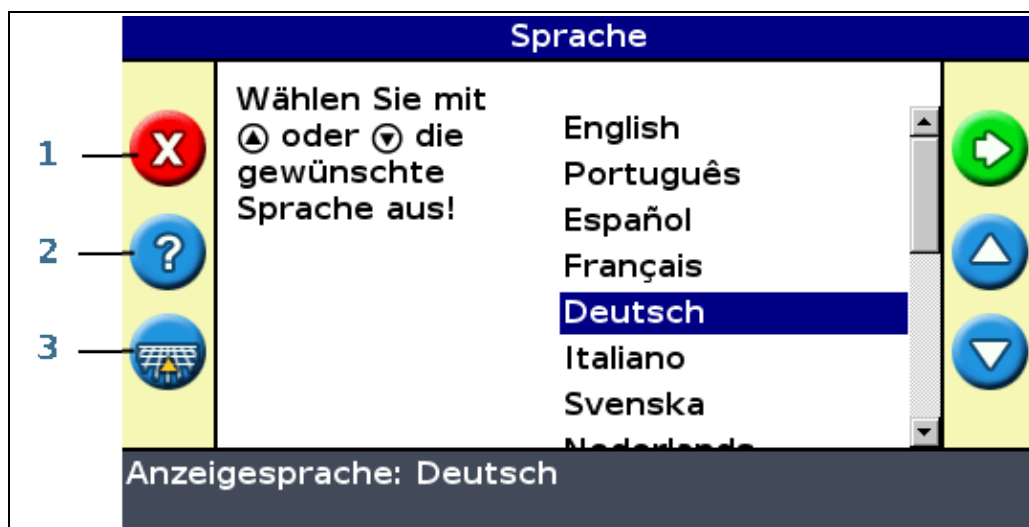 Sprache
Wählen Sie mit
oder die
gewünschte
Sprache aus!
English
Português
Español
Français
Deutsch
Italiano
Svenska
Nederlands
1
X
2
?
3
Anzeigesprache: Deutsch